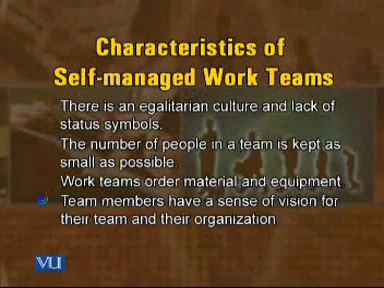 Characteristics of
Self-managed Work Teams
There is an egalitarian culture and lack of
status symbols.
The number of people in a team is kept as
small as possible.
Work teams order material and equipment.
Team members have a sense of vision for
their team and their organization.
VU